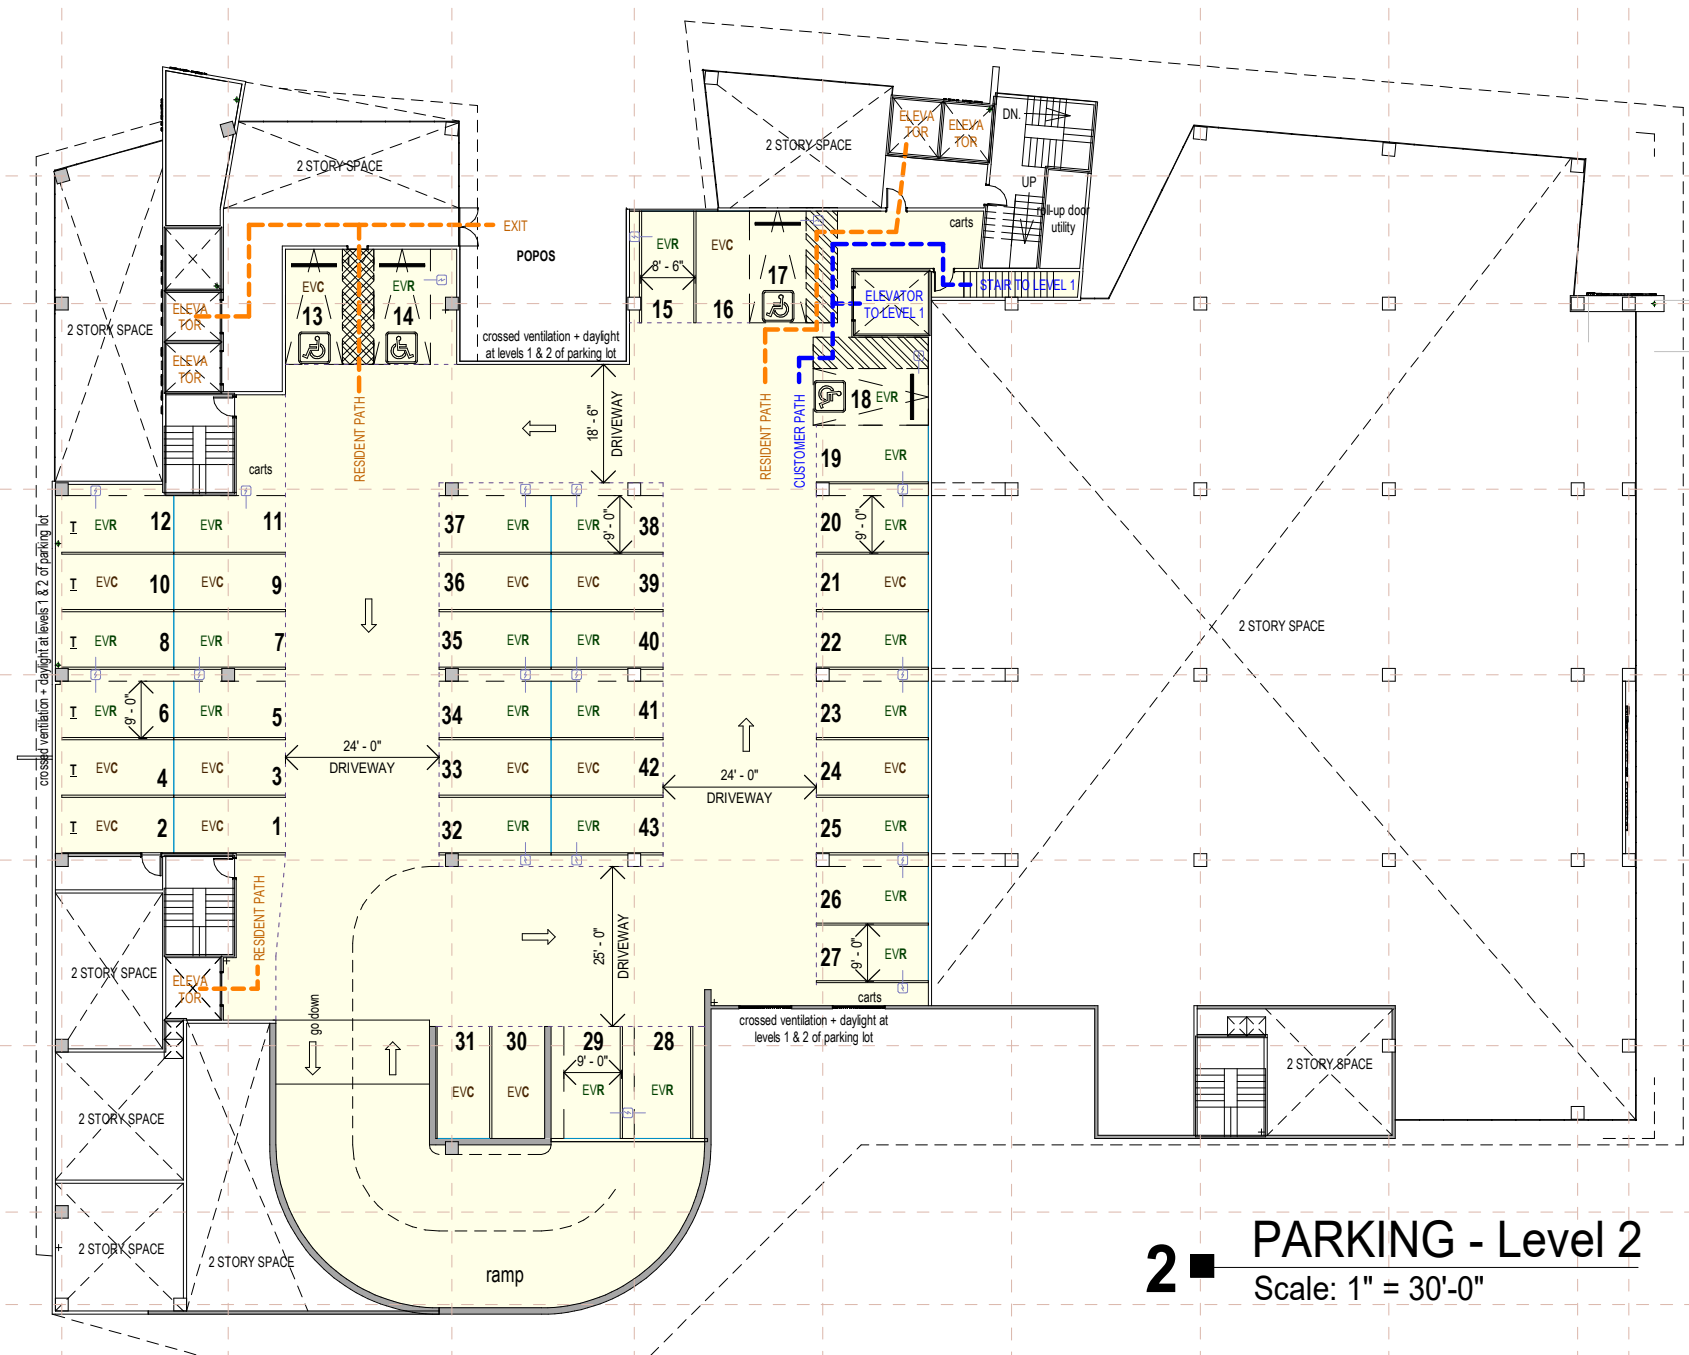 ELEVA
TOR
ELEVA
TOR
DN.
2 STORY SPACE
2 STORY SPACE
UP
roll-up door
utility
carts
EXIT
POPOS
EVR
8' - 6"
15
EVC
16
17
EVC
13
EVR
14
STAIR TO LEVEL 1
ELEVATOR
TO LEVEL 1
ELEVA
TOR
2 STORY SPACE
ELEVA
TOR
crossed ventilation + daylight
at levels 1 & 2 of parking lot
18' - 6"
DRIVEWAY
RESIDENT PATH
RESIDENT PATH
CUSTOMER PATH
18 EVR
19 EVR
carts
crossed ventilation + daylight at levels 1 & 2 of parking lot
T EVR 12 EVR 11
37 EVR EVR 9' - 0" 38
20 9' - 0" EVR
T EVC 10 EVC 9
36 EVC EVC 39
21 EVC
T EVR 8 EVR 7
35 EVR EVR 40
22 EVR
2 STORY SPACE
T EVR 9' - 0" 6 EVR 5
34 EVR EVR 41
23 EVR
24' - 0"
DRIVEWAY
T EVC 4 EVC 3
33 EVC EVC 42
24' - 0"
DRIVEWAY
24 EVC
T EVC 2 EVC 1
32 EVR EVR 43
25 EVR
26 EVR
RESIDENT PATH
25' - 0"
DRIVEWAY
27 9' - 0" EVR
2 STORY SPACE
ELEVA
TOR
carts
go down
crossed ventilation + daylight at
levels 1 & 2 of parking lot
31
EVC
30
EVC
29
9' - 0"
EVR
28
EVR
2 STORY SPACE
2 STORY SPACE
2 STORY SPACE
2 STORY SPACE
ramp
2
PARKING - Level 2
Scale: 1" = 30'-0"